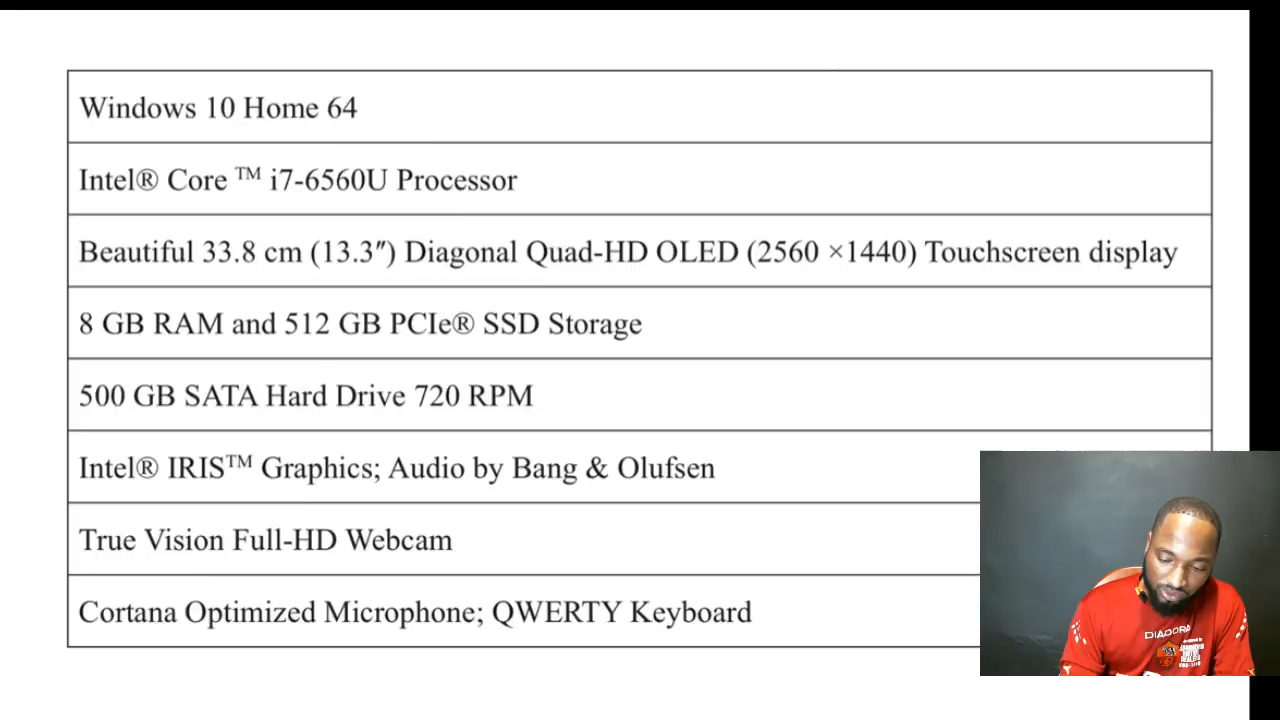 Windows 10 Home 64
Intel® Core ™ i7-6560U Processor
Beautiful 33.8 cm (13.3″) Diagonal Quad-HD OLED (2560 ×1440) Touchscreen display
8 GB RAM and 512 GB PCIe® SSD Storage
500 GB SATA Hard Drive 720 RPM
Intel® IRIS™ Graphics; Audio by Bang & Olufsen
True Vision Full-HD Webcam
Cortana Optimized Microphone; QWERTY Keyboard
DIADORA